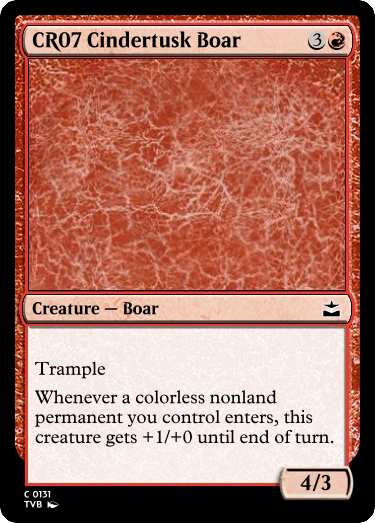 CR07 Cindertusk Boar 3
Creature — Boar
Trample
Whenever a colorless nonland
permanent you control enters, this
creature gets +1/+0 until end of turn.
4/3
C 0131
TVB